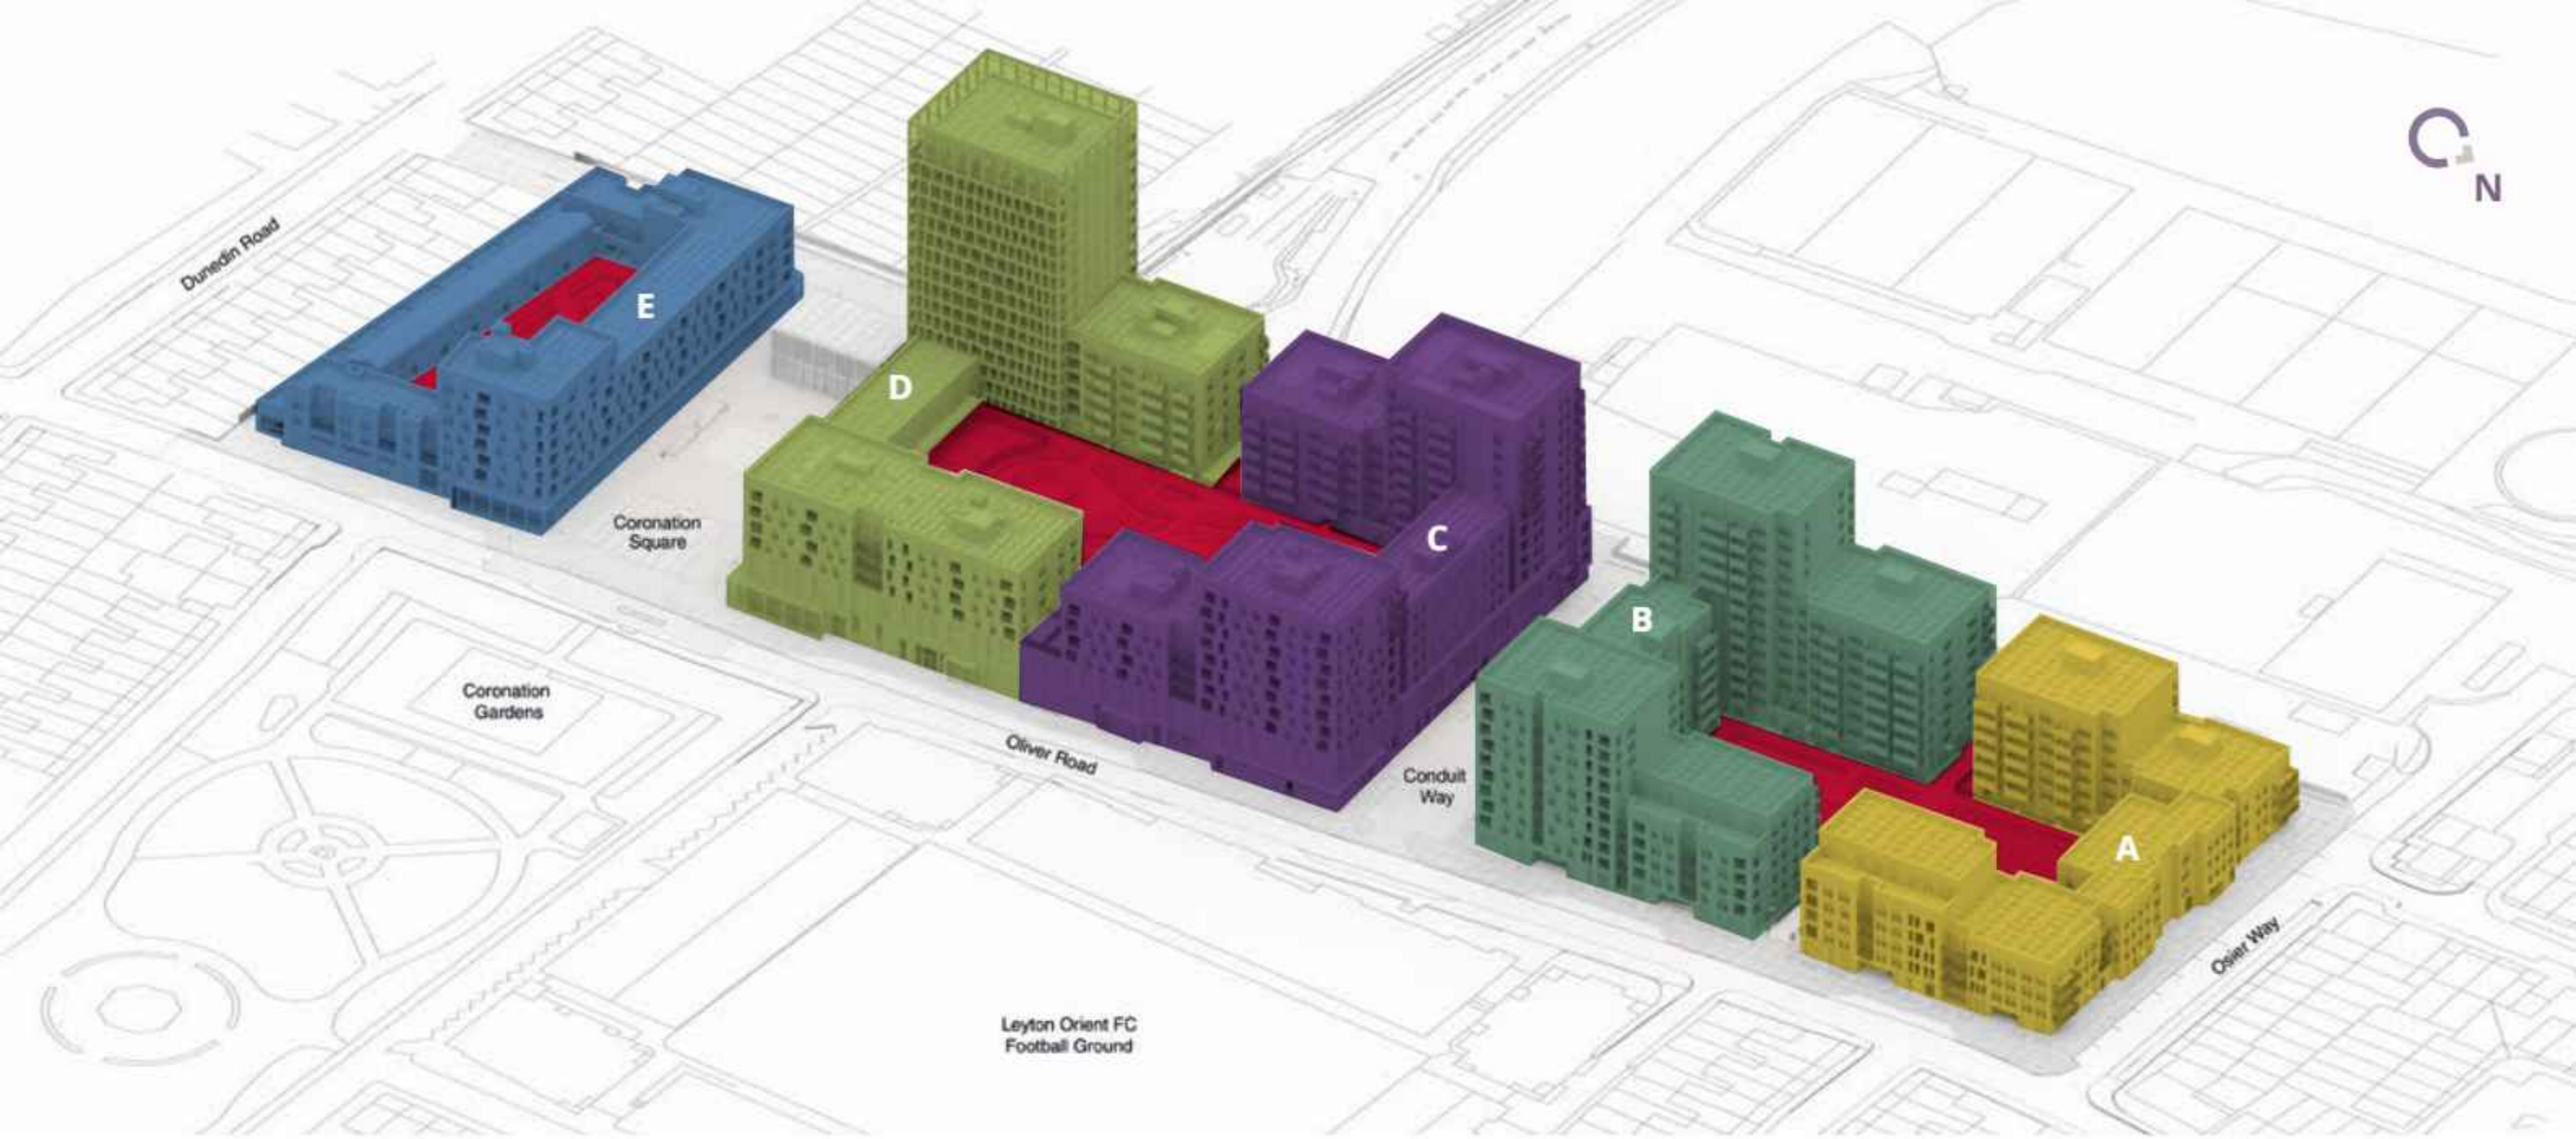 N
Dunedin Road
E
D
C
Coronation
Square
B
Coronation
Gardens
Oliver Road
Conduit
Way
A
Osier Way
Leyton Orient FC
Football Ground